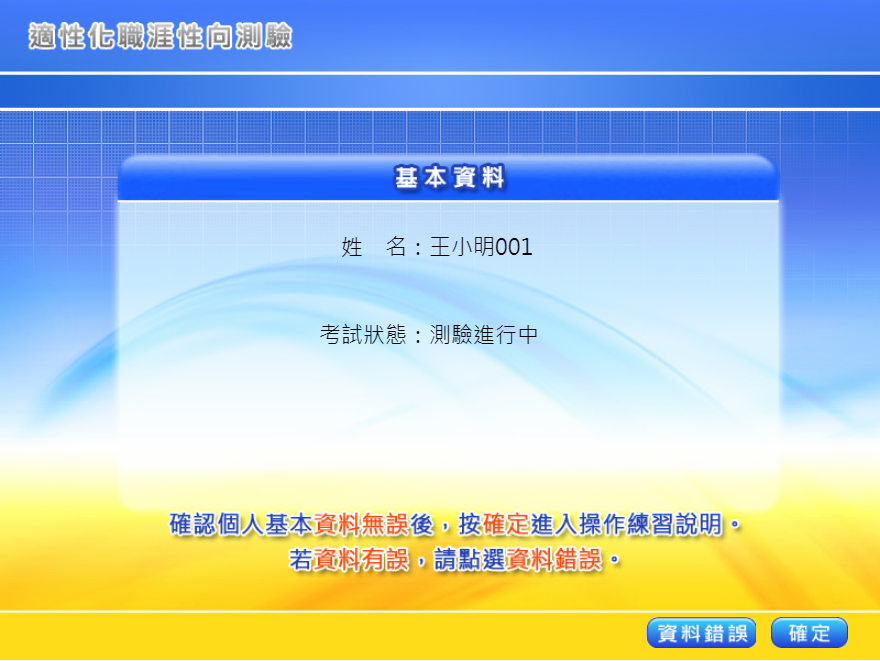 適性化職涯性向測驗
基本資料
姓　名：王小明001
考試狀態：測驗進行中
確認個人基本資料無誤後，按確定進入操作練習說明。
若資料有誤，請點選資料錯誤。
資料錯誤 確定